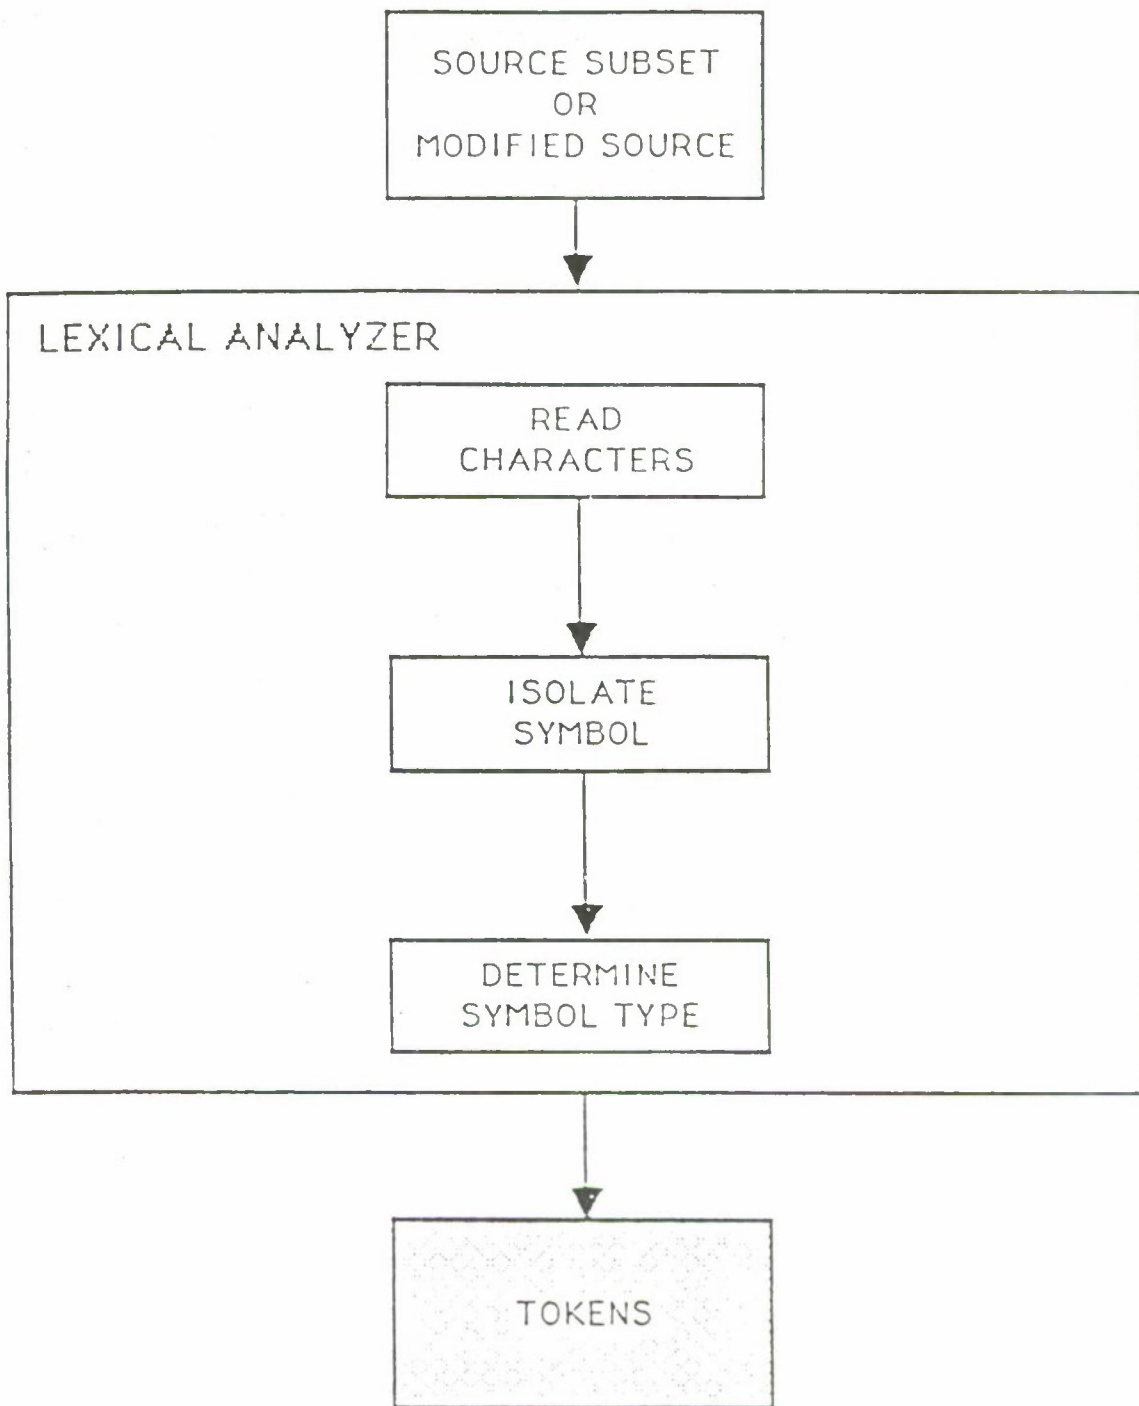 SOURCE SUBSET
OR
MODIFIED SOURCE
LEXICAL ANALYZER
READ
CHARACTERS
ISOLATE
SYMBOL
DETERMINE
SYMBOL TYPE
TOKENS